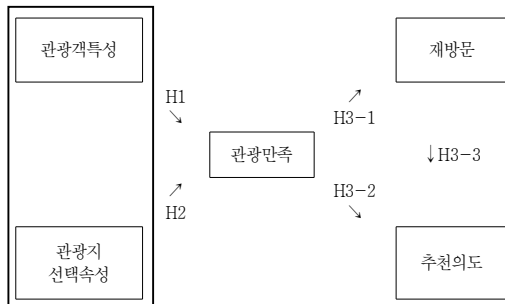 관광객특성
재방문
H1
↘
↗
H3-1
관광만족
↓H3-3
↗
H2
H3-2
↘
관광지
선택속성
추천의도